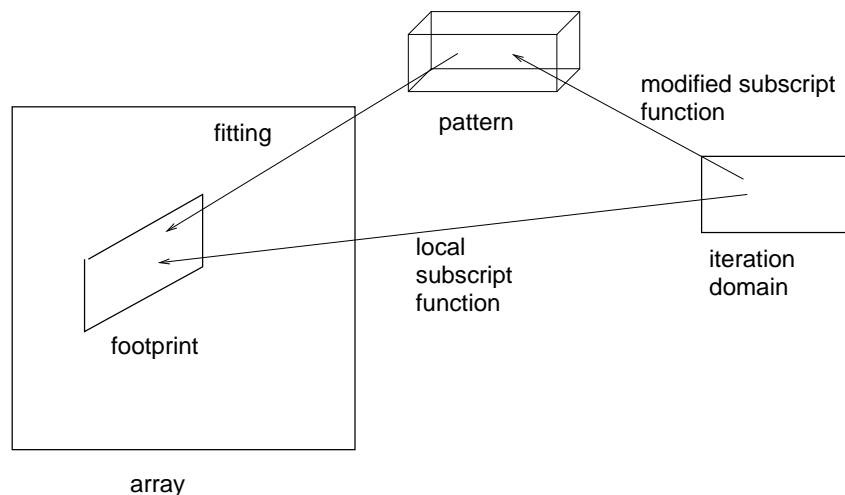 modified subscript
function
pattern
fitting
local
subscript
function
iteration
domain
footprint
array